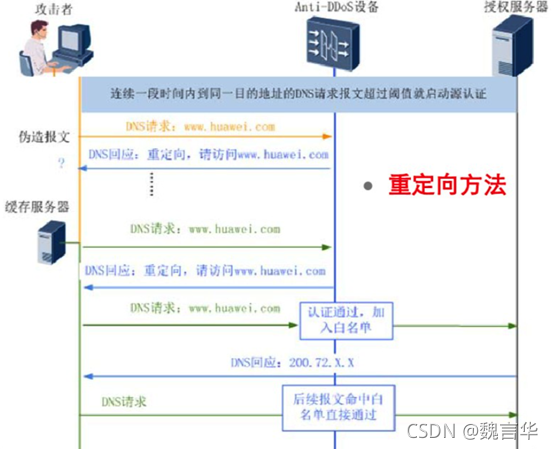 攻击者
Anti-DDoS设备
授权服务器
连续一段时间内到同一目的地址的DNS请求报文超过阈值就启动源认证
伪造报文
DNS请求：www.huawei.com
?
DNS回应：重定向，请访问www.huawei.com
......
• 重定向方法
缓存服务器
DNS请求：www.huawei.com
DNS回应：重定向，请访问www.huawei.com
DNS请求：www.huawei.com
认证通过，加
入白名单
DNS回应：200.72.X.X
DNS请求
后续报文命中白
名单直接通过
CSDN @魏言华